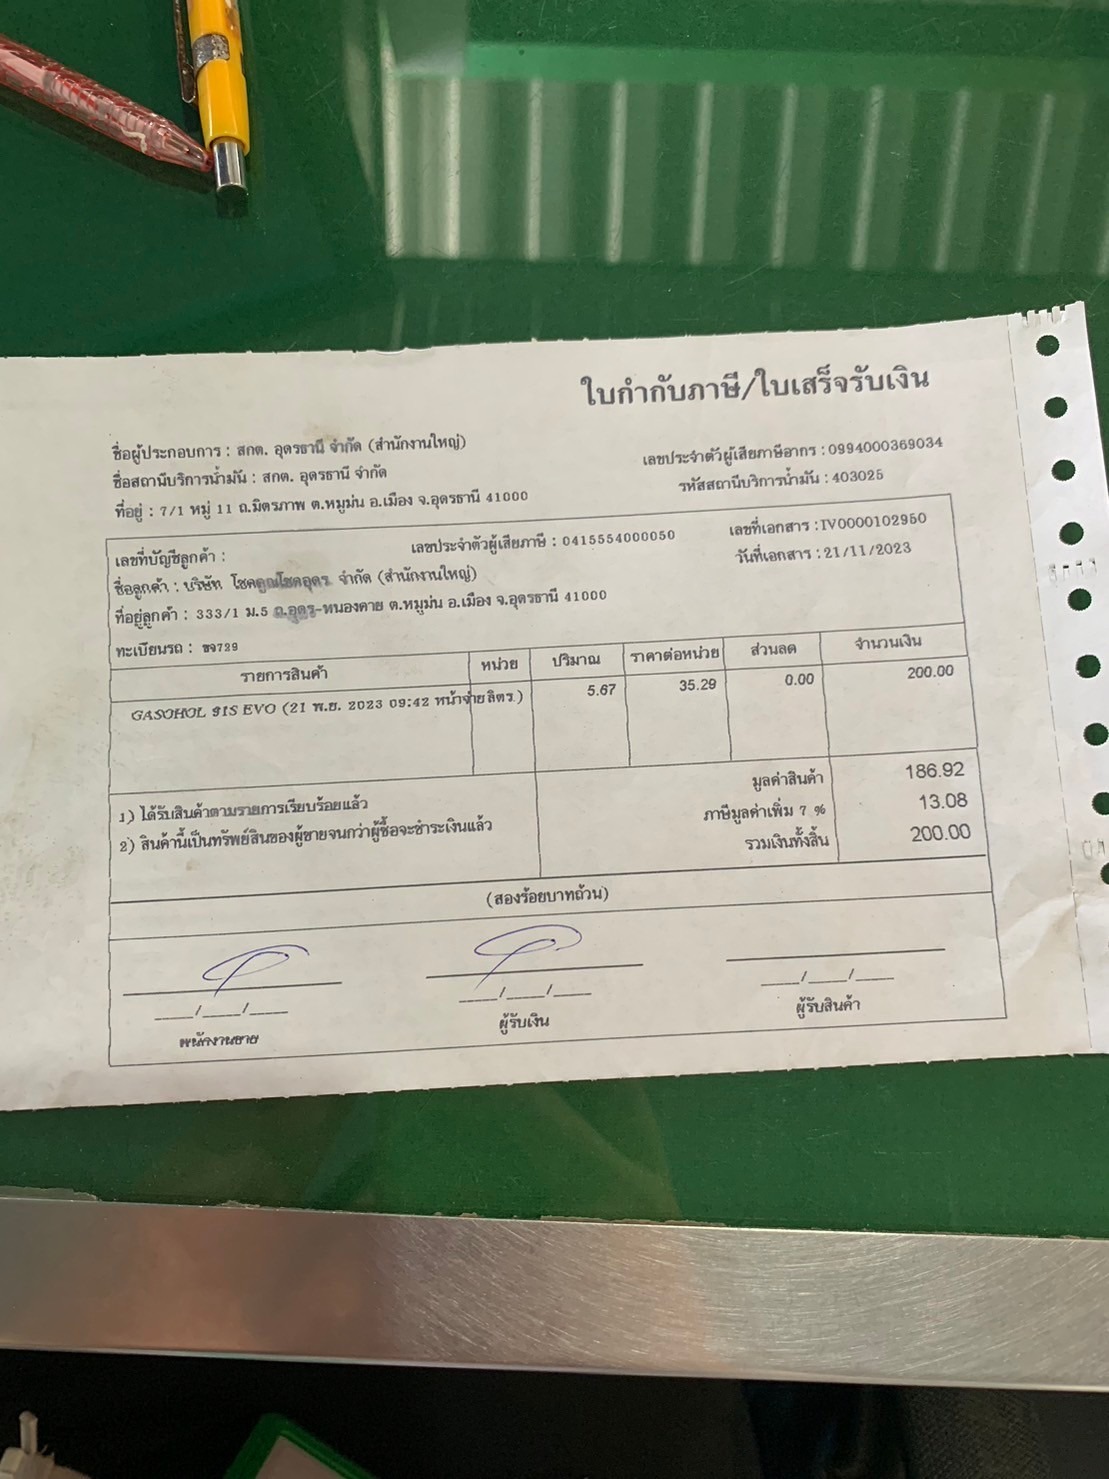 ใบกำกับภาษี/ใบเสร็จรับเงิน
ชื่อผู้ประกอบการ : สกต. อุดรธานี จำกัด (สำนักงานใหญ่)
เลขประจำตัวผู้เสียภาษีอากร : 0994000369034
ชื่อสถานีบริการน้ำมัน : สกต. อุดรธานี จำกัด
รหัสสถานีบริการน้ำมัน : 403025
ที่อยู่ : 7/1 หมู่ 11 ถ.มิตรภาพ ต.หมูม่น อ.เมือง จ.อุดรธานี 41000
เลขที่บัญชีลูกค้า : เลขประจำตัวผู้เสียภาษี : 0415554000050 เลขที่เอกสาร : IV0000102950
ชื่อลูกค้า : บริษัท โชคคูณโชคอุดร จำกัด (สำนักงานใหญ่) วันที่เอกสาร : 21/11/2023
ที่อยู่ลูกค้า : 333/1 ม.5 ถ.อุดร-หนองคาย ต.หมูม่น อ.เมือง จ.อุดรธานี 41000
ทะเบียนรถ :
รายการสินค้า หน่วย ปริมาณ ราคาต่อหน่วย ส่วนลด จำนวนเงิน
GASOHOL 91S EVO (21 พ.ย. 2023 09:42 หน้าจ่าย ลิตร ) 5.67 35.29 0.00 200.00
มูลค่าสินค้า 186.92
1) ได้รับสินค้าตามรายการเรียบร้อยแล้ว ภาษีมูลค่าเพิ่ม 7 % 13.08
2) สินค้านี้เป็นทรัพย์สินของผู้ขายจนกว่าผู้ซื้อจะชำระเงินแล้ว รวมเงินทั้งสิ้น 200.00
(สองร้อยบาทถ้วน)
___/___/___ ___/___/___ ___/___/___
พนักงานขาย ผู้รับเงิน ผู้รับสินค้า